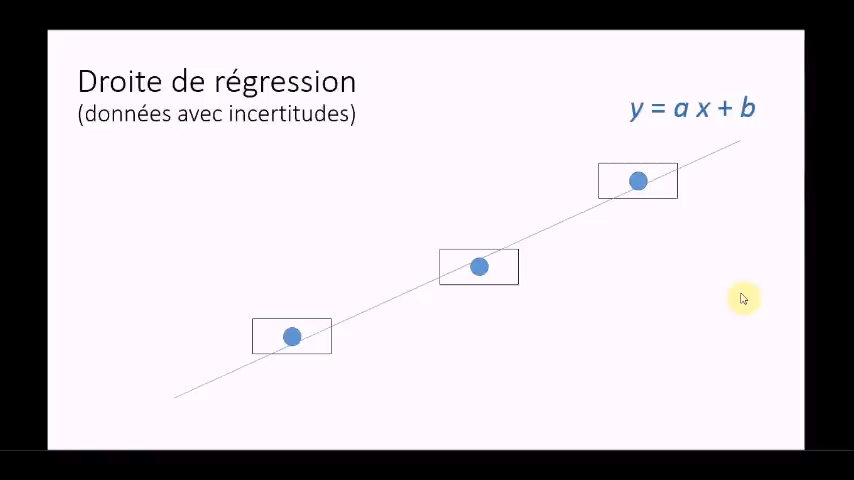 Droite de régression
(données avec incertitudes)
y = a x + b